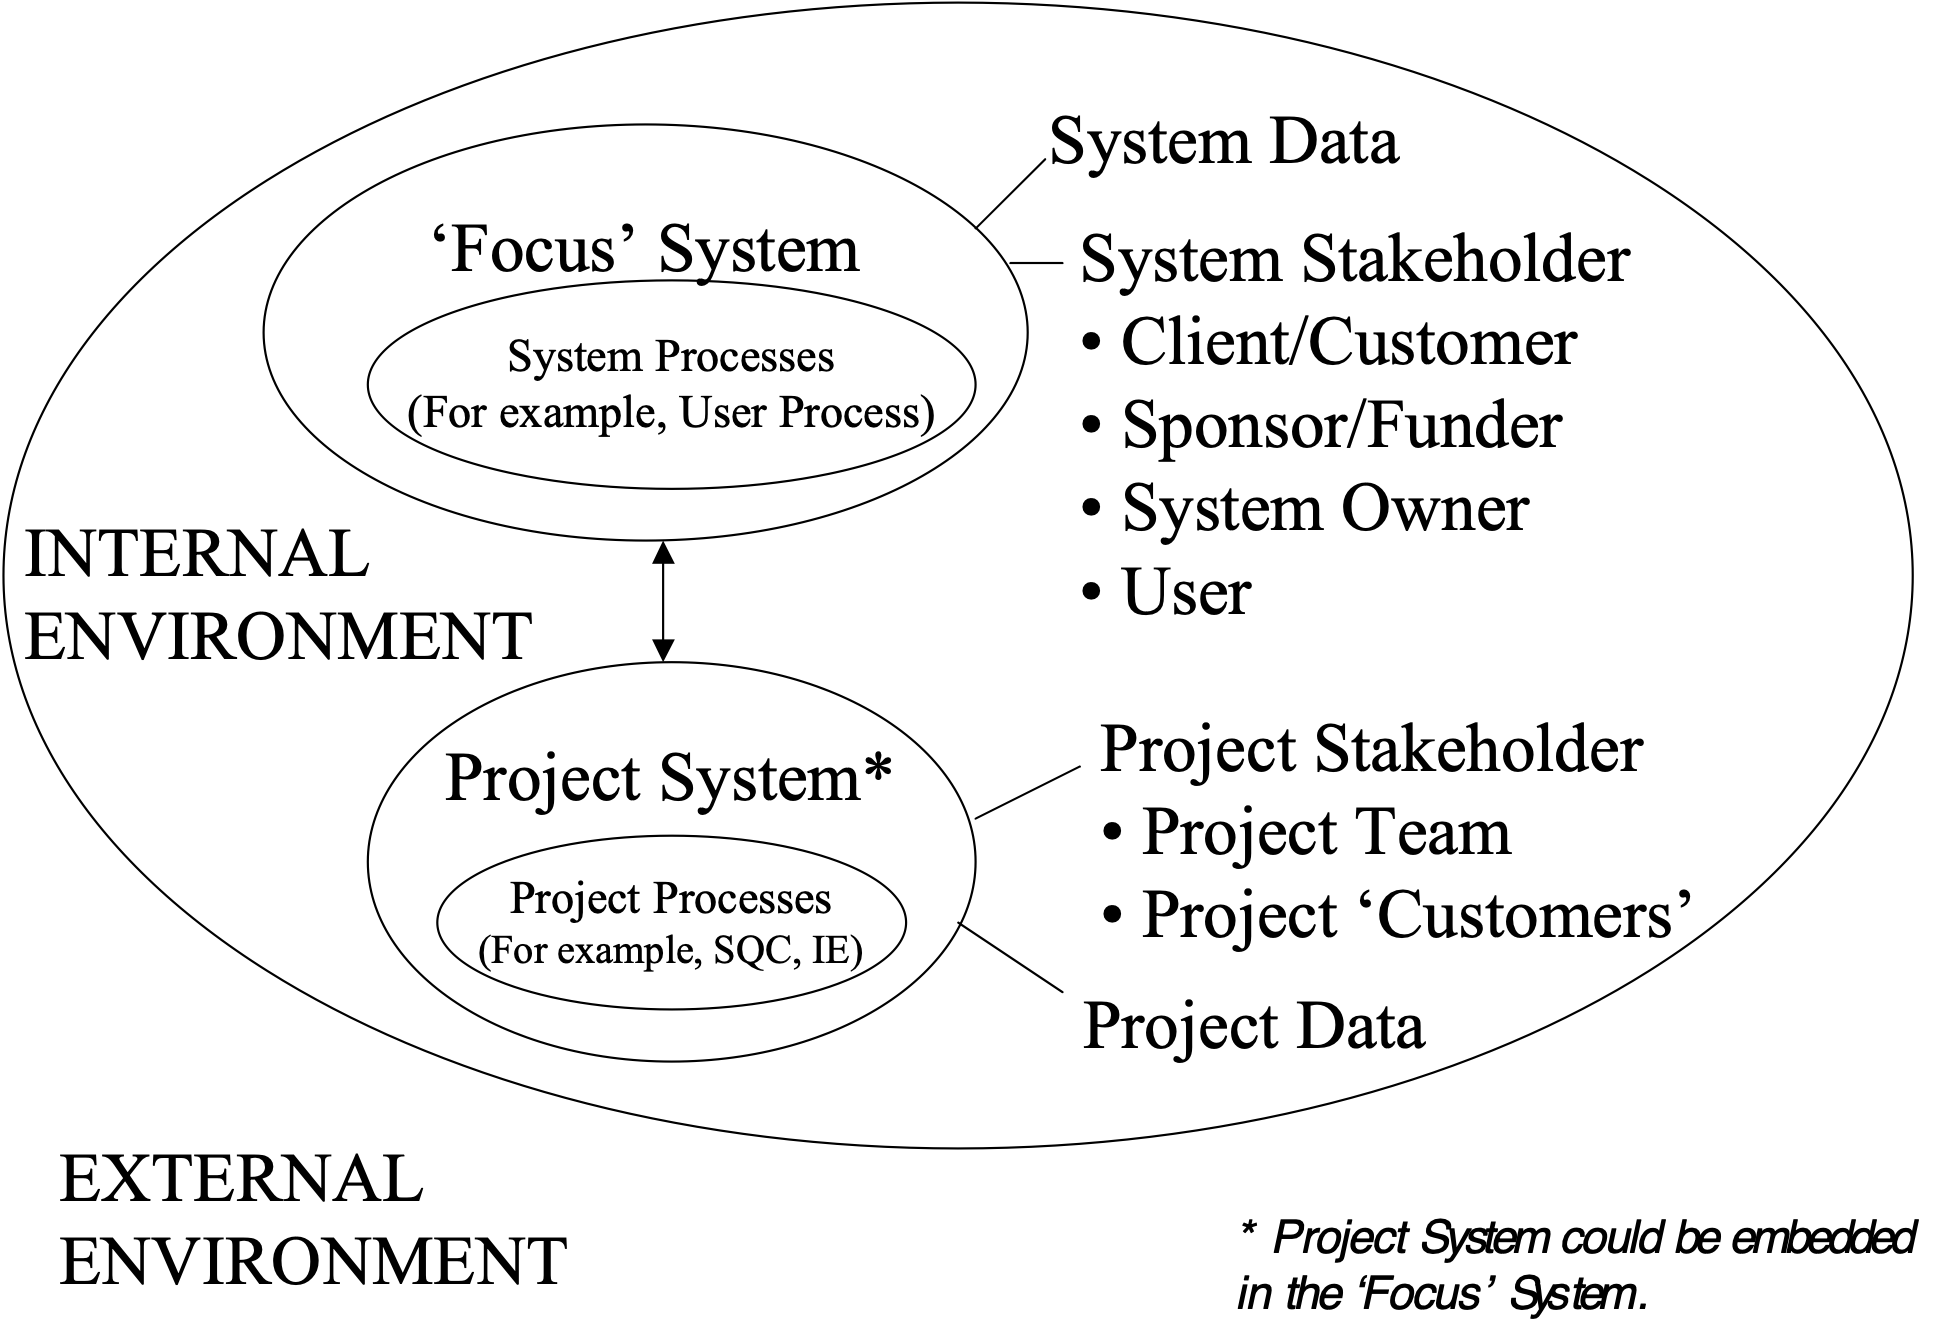 System Data
‘Focus’ System
System Stakeholder
• Client/Customer
• Sponsor/Funder
• System Owner
• User
System Processes
(For example, User Process)
INTERNAL
ENVIRONMENT
Project System*
Project Processes
(For example, SQC, IE)
Project Stakeholder
• Project Team
• Project ‘Customers’
Project Data
EXTERNAL
ENVIRONMENT
* Project System could be embedded
in the ‘Focus’ System.